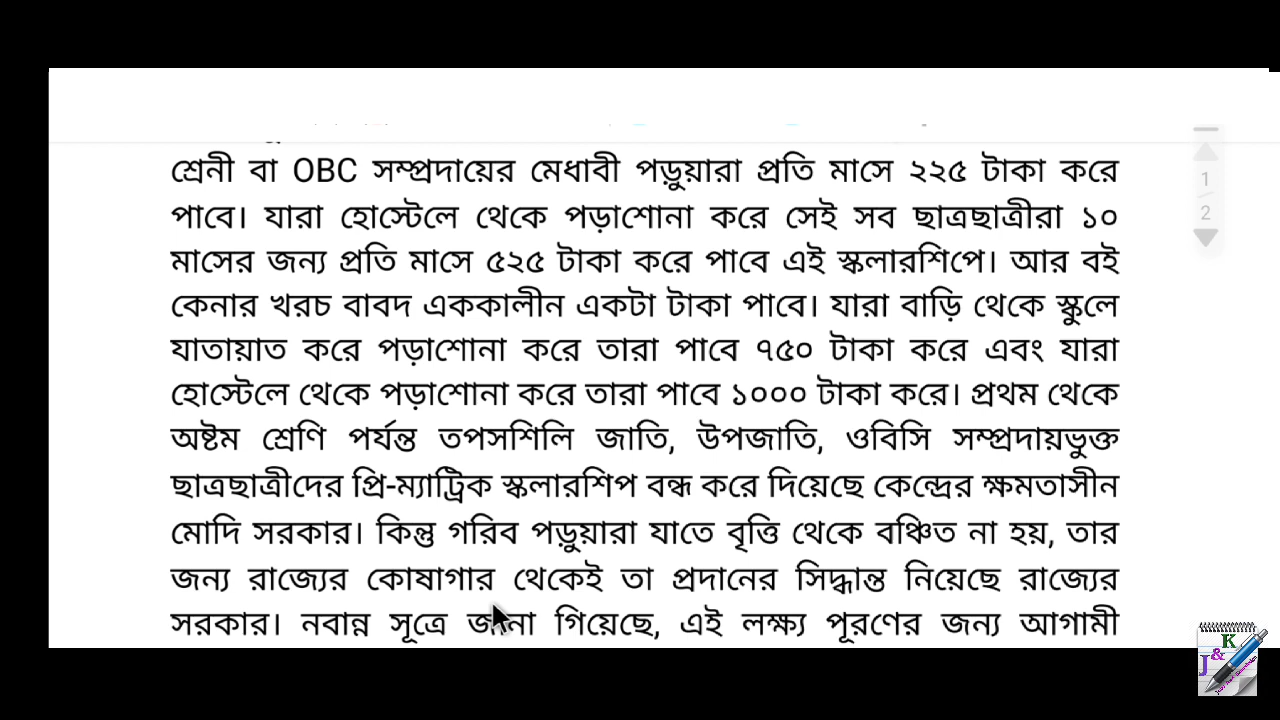 শ্রেনী বা OBC সম্প্রদায়ের মেধাবী পড়ুয়ারা প্রতি মাসে ২২৫ টাকা করে
পাবে। যারা হোস্টেলে থেকে পড়াশোনা করে সেই সব ছাত্রছাত্রীরা ১০
মাসের জন্য প্রতি মাসে ৫২৫ টাকা করে পাবে এই স্কলারশিপে। আর বই
কেনার খরচ বাবদ এককালীন একটা টাকা পাবে। যারা বাড়ি থেকে স্কুলে
যাতায়াত করে পড়াশোনা করে তারা পাবে ৭৫০ টাকা করে এবং যারা
হোস্টেলে থেকে পড়াশোনা করে তারা পাবে ১০০০ টাকা করে। প্রথম থেকে
অষ্টম শ্রেণি পর্যন্ত তপসশিলি জাতি, উপজাতি, ওবিসি সম্প্রদায়ভুক্ত
ছাত্রছাত্রীদের প্রি-ম্যাট্রিক স্কলারশিপ বন্ধ করে দিয়েছে কেন্দ্রের ক্ষমতাসীন
মোদি সরকার। কিন্তু গরিব পড়ুয়ারা যাতে বৃত্তি থেকে বঞ্চিত না হয়, তার
জন্য রাজ্যের কোষাগার থেকেই তা প্রদানের সিদ্ধান্ত নিয়েছে রাজ্যের
সরকার। নবান্ন সূত্রে জানা গিয়েছে, এই লক্ষ্য পূরণের জন্য আগামী
1
2
J&K